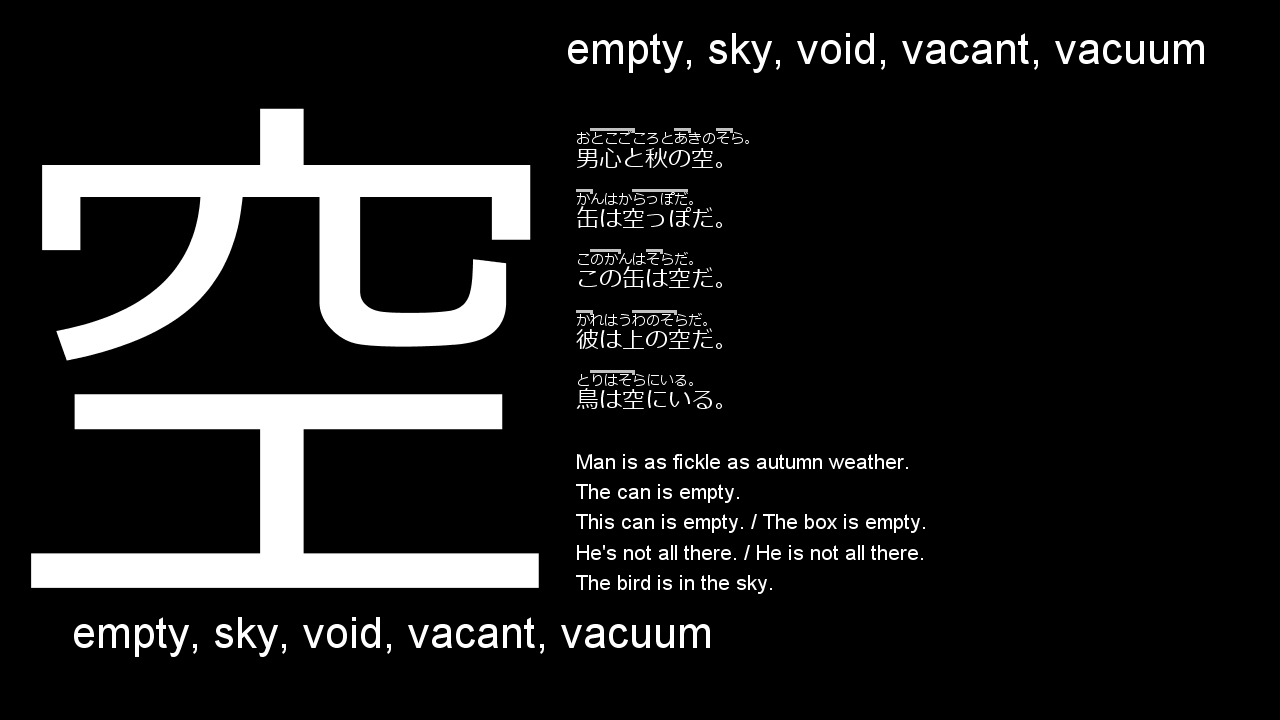 空
empty, sky, void, vacant, vacuum
おとこごころとあきのそら。
男心と秋の空。
かんはからっぽだ。
缶は空っぽだ。
このかんはそらだ。
この缶は空だ。
かれはうわのそらだ。
彼は上の空だ。
とりはそらにいる。
鳥は空にいる。
Man is as fickle as autumn weather.
The can is empty.
This can is empty. / The box is empty.
He's not all there. / He is not all there.
The bird is in the sky.
empty, sky, void, vacant, vacuum